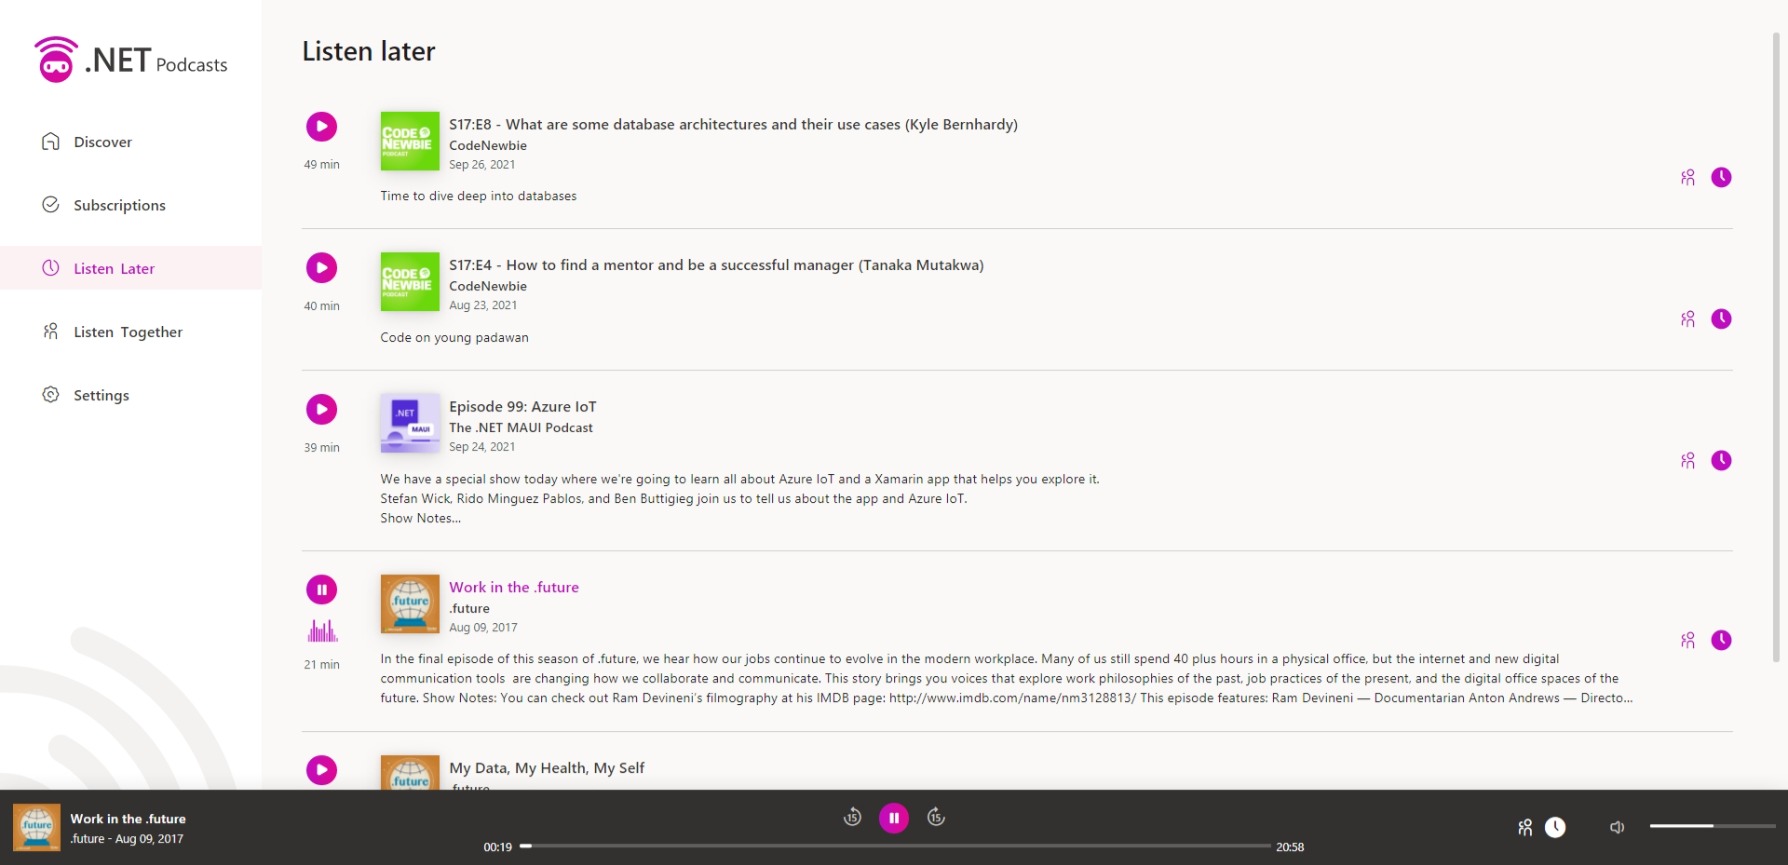 .NET Podcasts
Discover
Subscriptions
Listen Later
Listen Together
Settings
Listen later
49 min
CODE
NEWBIE
PODCAST
S17:E8 - What are some database architectures and their use cases (Kyle Bernhardy)
CodeNewbie
Sep 26, 2021
Time to dive deep into databases
40 min
CODE
NEWBIE
PODCAST
S17:E4 - How to find a mentor and be a successful manager (Tanaka Mutakwa)
CodeNewbie
Aug 23, 2021
Code on young padawan
39 min
.NET
MAUI
Episode 99: Azure IoT
The .NET MAUI Podcast
Sep 24, 2021
We have a special show today where we're going to learn all about Azure IoT and a Xamarin app that helps you explore it.
Stefan Wick, Rido Minguez Pablos, and Ben Buttigieg join us to tell us about the app and Azure IoT.
Show Notes...
21 min
.future
Work in the .future
.future
Aug 09, 2017
In the final episode of this season of .future, we hear how our jobs continue to evolve in the modern workplace. Many of us still spend 40 plus hours in a physical office, but the internet and new digital
communication tools  are changing how we collaborate and communicate. This story brings you voices that explore work philosophies of the past, job practices of the present, and the digital office spaces of the
future. Show Notes: You can check out Ram Devineni's filmography at his IMDB page: http://www.imdb.com/name/nm3128813/ This episode features: Ram Devineni — Documentarian Anton Andrews — Directo...
.future
My Data, My Health, My Self
.future
.future
Work in the .future
.future - Aug 09, 2017
15
15
00:19
20:58